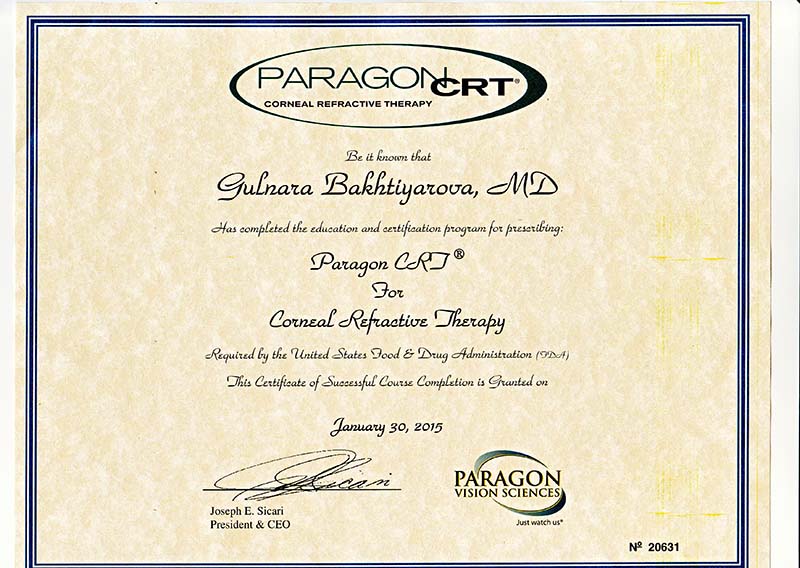 PARAGON CRT®
CORNEAL REFRACTIVE THERAPY
Be it known that
Gulnara Bakhtiyarova, MD
Has completed the education and certification program for prescribing:
Paragon CRT®
For
Corneal Refractive Therapy
Required by the United States Food & Drug Administration (FDA)
This Certificate of Successful Course Completion is Granted on
January 30, 2015
Sicari
Joseph E. Sicari
President & CEO
PARAGON
VISION SCIENCES
Just watch us®
Nº 20631